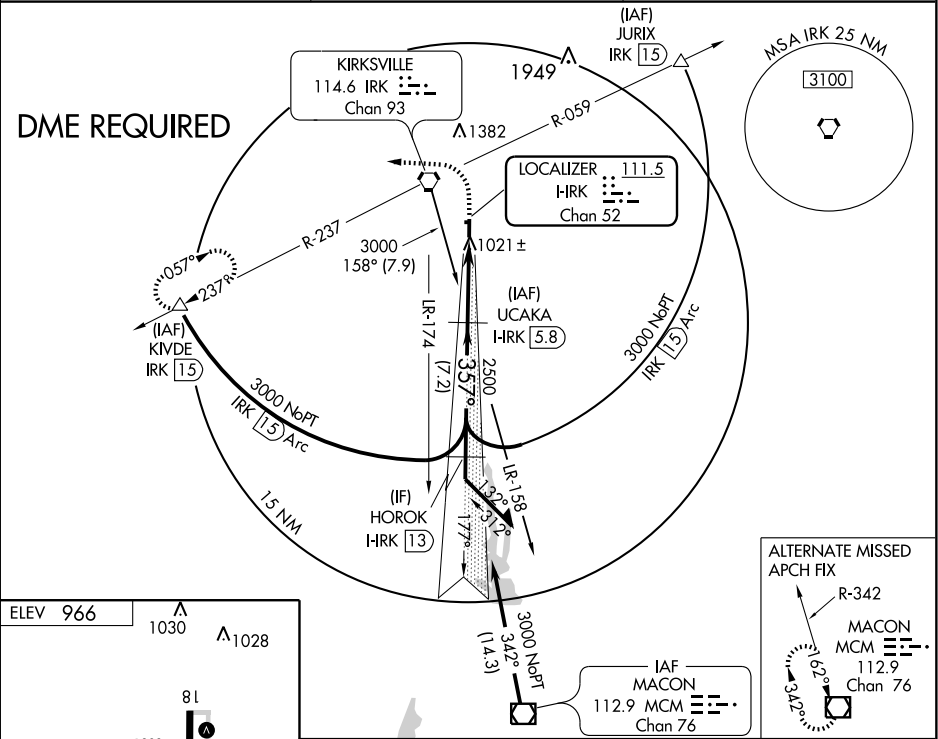 DME REQUIRED
KIRKSVILLE
114.6 IRK
Chan 93
1949
(IAF)
JURIX
IRK 15
MSA IRK 25 NM
3100
1382
R-059
LOCALIZER 111.5
I-IRK
Chan 52
R-237
3000
158° (7.9)
1021 ±
057°
237°
(IAF)
KIVDE
IRK 15
LR-174
(IAF)
UCAKA
I-IRK 5.8
3000 NoPT
IRK 15 Arc
3000 NoPT
IRK 15 Arc
(7.2)
357°
2500
LR-158
15 NM
(IF)
HOROK
I-IRK 13
132°
312°
177°
3000 NoPT
342°
(14.3)
IAF
MACON
112.9 MCM
Chan 76
ALTERNATE MISSED
APCH FIX
R-342
MACON
MCM
112.9
Chan 76
162°
342°
ELEV 966
1030
1028
18
A